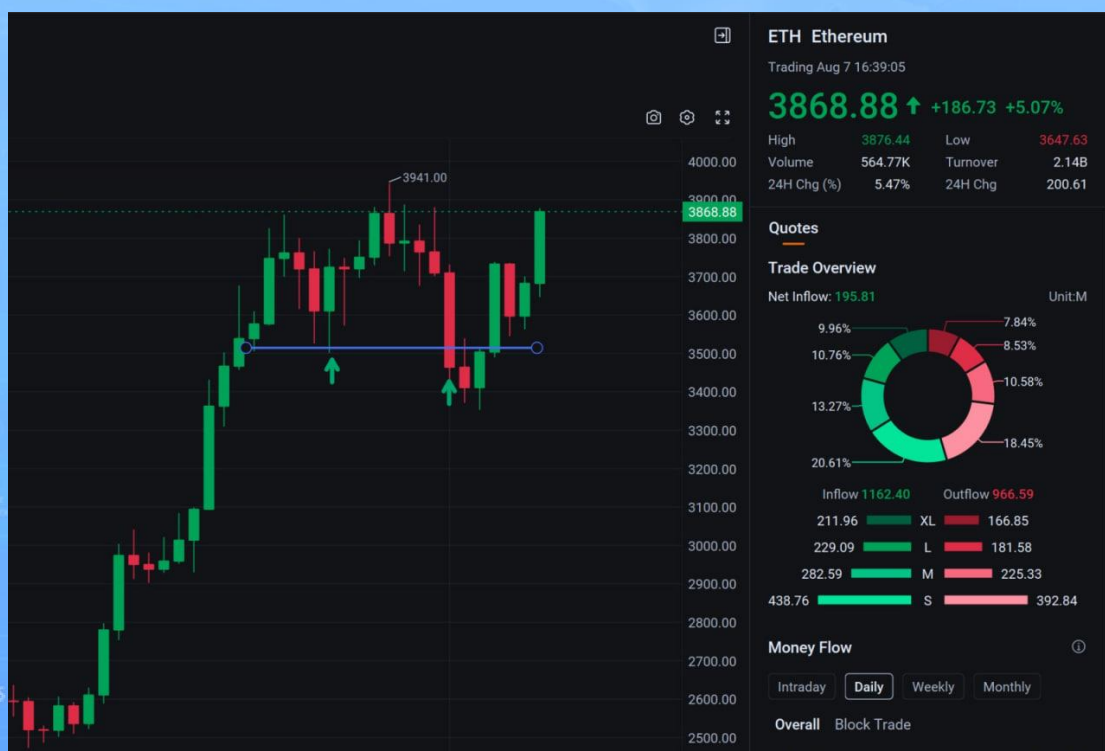 ETH Ethereum
Trading Aug 7 16:39:05
3868.88 +186.73 +5.07%
High 3876.44 Low 3647.63
Volume 564.77K Turnover 2.14B
24H Chg (%) 5.47% 24H Chg 200.61
Quotes
Trade Overview
Net Inflow: 195.81 Unit:M
9.96% 7.84%
10.76% 8.53%
13.27% 10.58%
20.61% 18.45%
Inflow 1162.40 Outflow 966.59
211.96 XL 166.85
229.09 L 181.58
282.59 M 225.33
438.76 S 392.84
Money Flow
Intraday Daily Weekly Monthly
Overall Block Trade
3941.00
4000.00
3900.00
3868.88
3800.00
3700.00
3600.00
3500.00
3400.00
3300.00
3200.00
3100.00
3000.00
2900.00
2800.00
2700.00
2600.00
2500.00